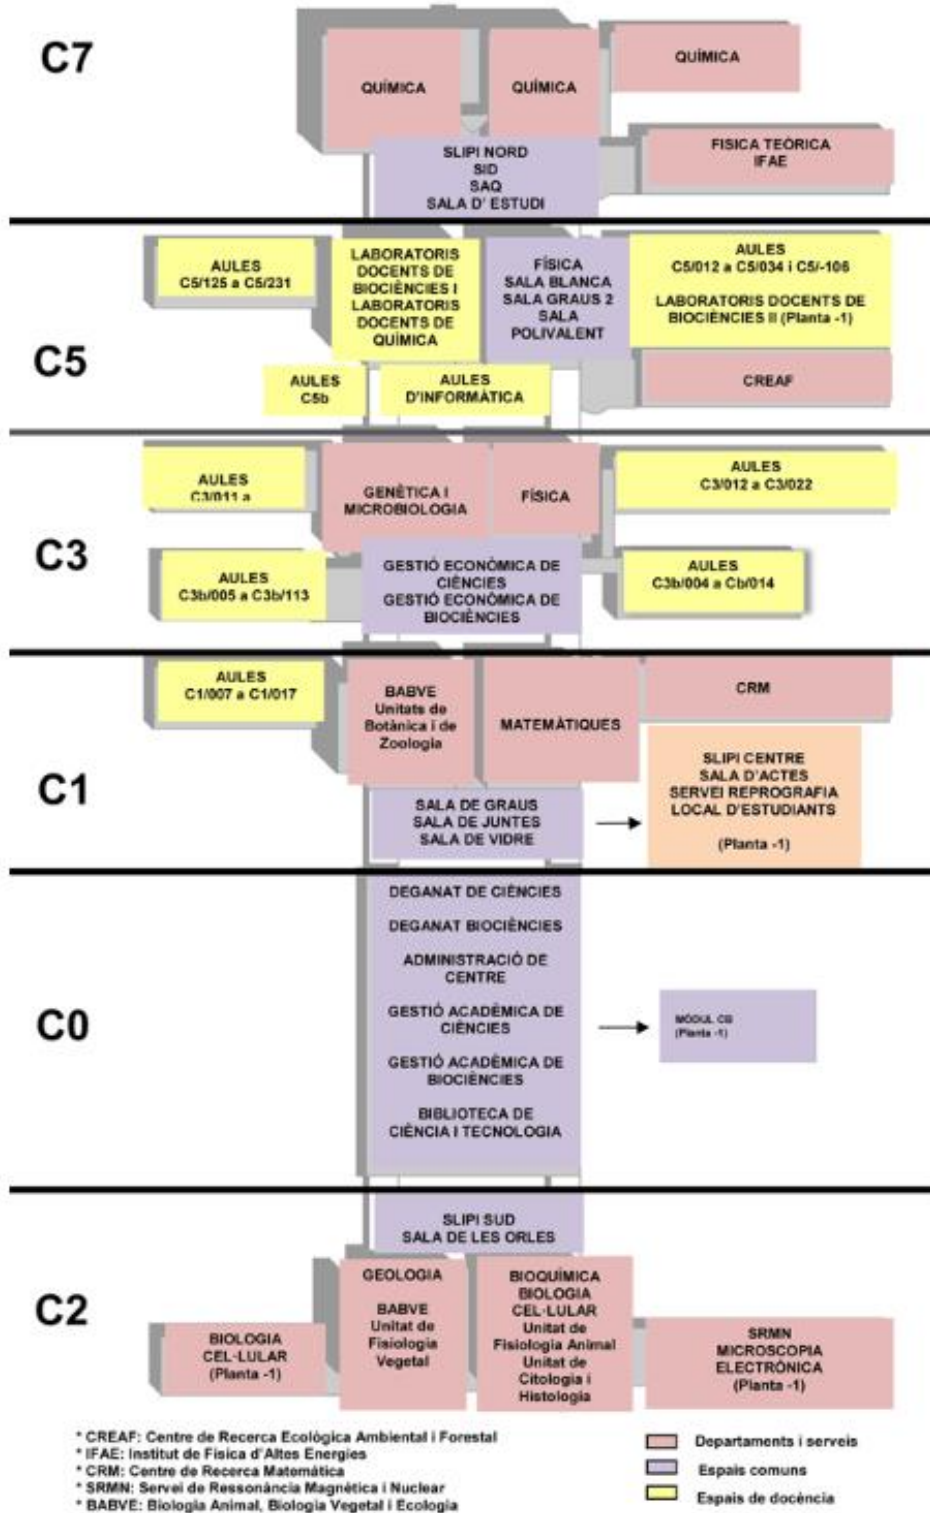 C7
QUÍMICA
QUÍMICA
QUÍMICA
SLIPI NORD
SID
SAQ
SALA D' ESTUDI
FISICA TEÒRICA
IFAE
C5
AULES
C5/125 a C5/231
LABORATORIS
DOCENTS DE
BIOCIÈNCIES I
LABORATORIS
DOCENTS DE
QUÍMICA
FÍSICA
SALA BLANCA
SALA GRAUS 2
SALA
POLIVALENT
AULES
C5/012 a C5/034 i C5/-106
LABORATORIS DOCENTS DE
BIOCIÈNCIES II (Planta -1)
CREAF
AULES
C5b
AULES
D'INFORMÀTICA
C3
AULES
C3/011 a
GENÈTICA I
MICROBIOLOGIA
FÍSICA
AULES
C3/012 a C3/022
AULES
C3b/005 a C3b/113
GESTIÓ ECONÒMICA DE
CIÈNCIES
GESTIÓ ECONÒMICA DE
BIOCIÈNCIES
AULES
C3b/004 a Cb/014
C1
AULES
C1/007 a C1/017
BABVE
Unitats de
Botànica i de
Zoologia
MATEMÀTIQUES
CRM
SALA DE GRAUS
SALA DE JUNTES
SALA DE VIDRE
SLIPI CENTRE
SALA D'ACTES
SERVEI REPROGRAFIA
LOCAL D'ESTUDIANTS
(Planta -1)
C0
DEGANAT DE CIÈNCIES
DEGANAT BIOCIÈNCIES
ADMINISTRACIÓ DE
CENTRE
GESTIÓ ACADÈMICA DE
CIÈNCIES
GESTIÓ ACADÈMICA DE
BIOCIÈNCIES
BIBLIOTECA DE
CIÈNCIA I TECNOLOGIA
MÒDUL
(Planta -1)
C2
SLIPI SUD
SALA DE LES ORLES
BIOLOGIA
CEL·LULAR
(Planta -1)
GEOLOGIA
BABVE
Unitat de
Fisiologia
Vegetal
BIOQUÍMICA
BIOLOGIA
CEL·LULAR
Unitat de
Fisiologia Animal
Unitat de
Citologia i
Histologia
SRMN
MICROSCOPIA
ELECTRÒNICA
(Planta -1)
* CREAF: Centre de Recerca Ecològica Ambiental i Forestal
* IFAE: Institut de Física d'Altes Energies
* CRM: Centre de Recerca Matemàtica
* SRMN: Servei de Ressonància Magnètica i Nuclear
* BABVE: Biologia Animal, Biologia Vegetal i Ecologia
Departaments i serveis
Espais comuns
Espais de docència